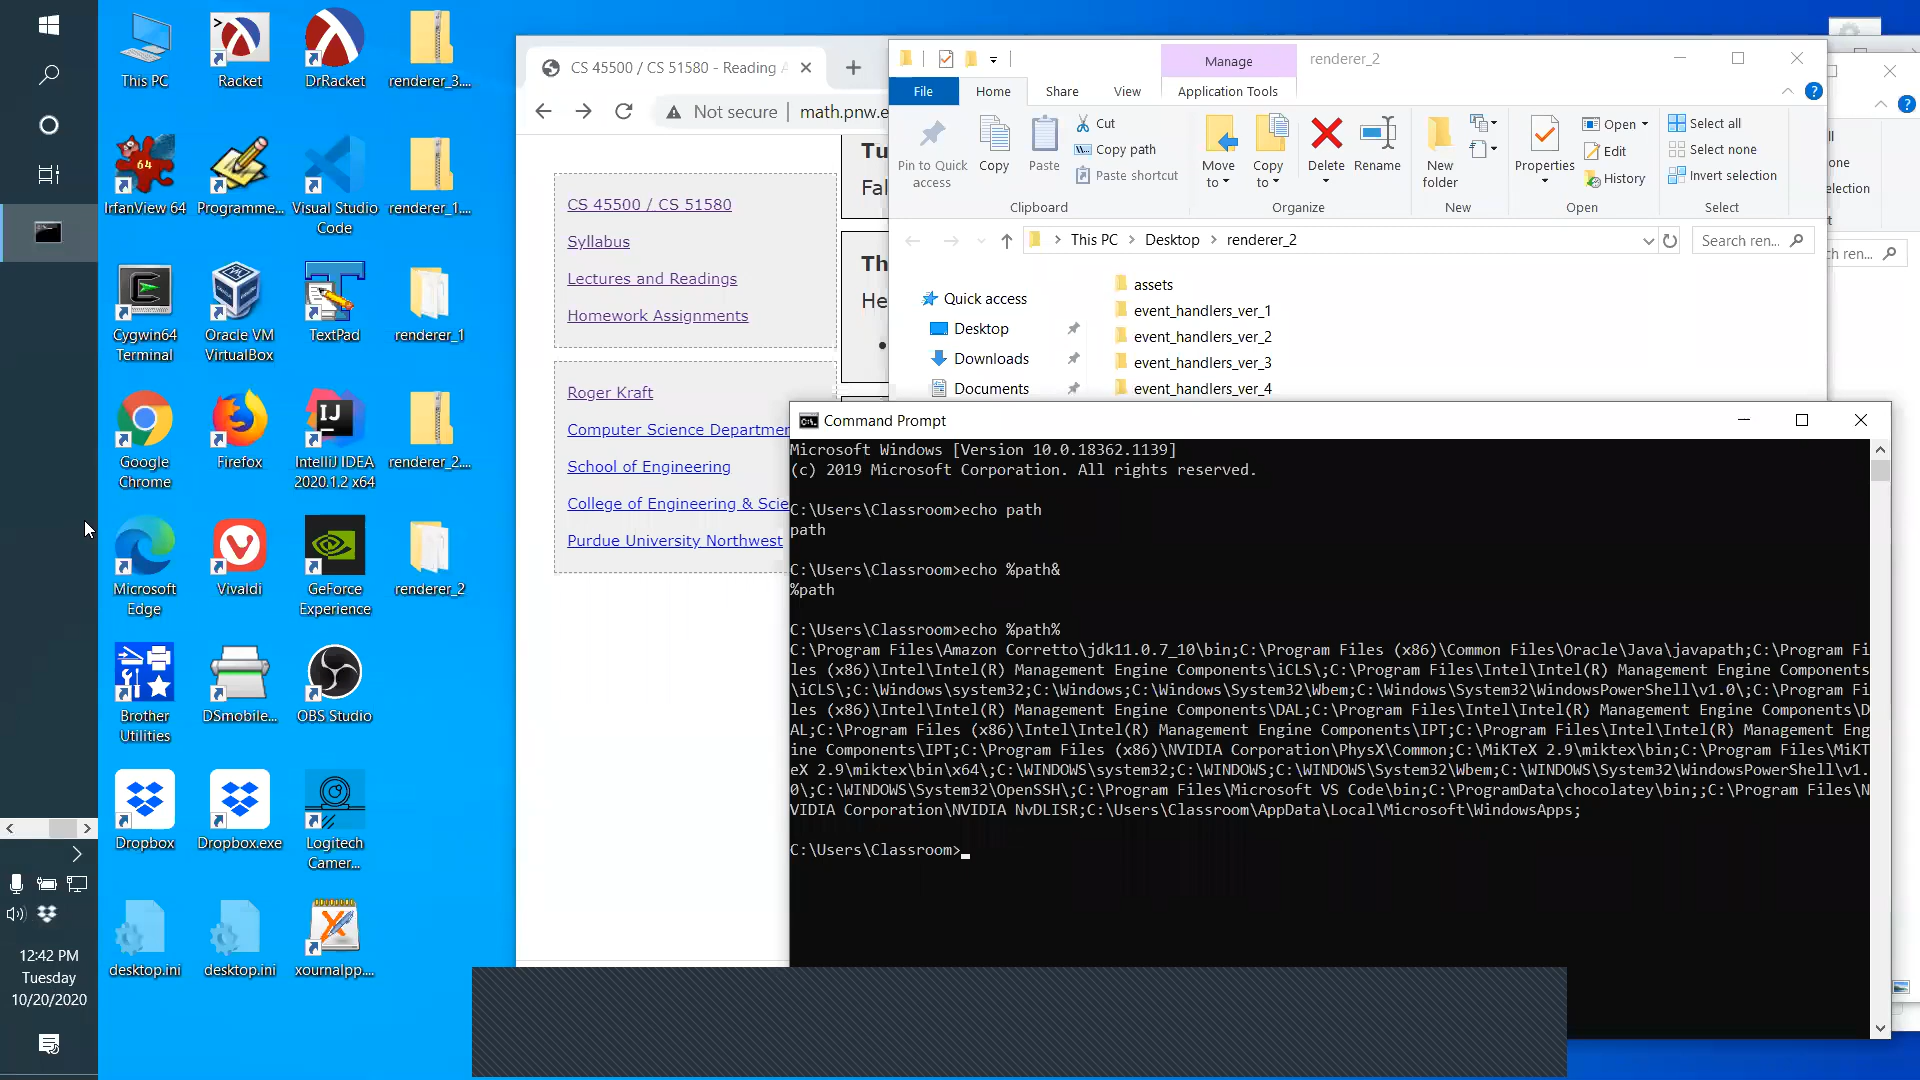 This PC
Racket
DrRacket
renderer_3....
IrfanView 64
Programme...
Visual Studio
Code
renderer_1....
Cygwin64
Terminal
Oracle VM
VirtualBox
TextPad
renderer_1
Google
Chrome
Firefox
IntelliJ IDEA
2020.1.2 x64
renderer_2....
Microsoft
Edge
Vivaldi
GeForce
Experience
renderer_2
Brother
Utilities
DSmobile...
OBS Studio
Dropbox
Dropbox.exe
Logitech
Camer...
desktop.ini
desktop.ini
xournalpp....
12:42 PM
Tuesday
10/20/2020
CS 45500 / CS 51580 - Reading A
Not secure
math.pnw.e
CS 45500 / CS 51580
Syllabus
Lectures and Readings
Homework Assignments
Roger Kraft
Computer Science Departmen
School of Engineering
College of Engineering & Scie
Purdue University Northwest
Tu
Fal
Th
He
Manage
renderer_2
File
Home
Share
View
Application Tools
Pin to Quick
access
Copy
Paste
Cut
Copy path
Paste shortcut
Clipboard
Move
to
Copy
to
Delete
Rename
Organize
New
folder
New
Properties
Open
Edit
History
Open
Select all
Select none
Invert selection
Select
This PC > Desktop > renderer_2
Search ren...
Quick access
Desktop
Downloads
Documents
assets
event_handlers_ver_1
event_handlers_ver_2
event_handlers_ver_3
event_handlers_ver_4
Command Prompt
Microsoft Windows [Version 10.0.18362.1139]
(c) 2019 Microsoft Corporation. All rights reserved.
C:\Users\Classroom>echo path
path
C:\Users\Classroom>echo %path&
%path
C:\Users\Classroom>echo %path%
C:\Program Files\Amazon Corretto\jdk11.0.7_10\bin;C:\Program Files (x86)\Common Files\Oracle\Java\javapath;C:\Program Fi
les (x86)\Intel\Intel(R) Management Engine Components\iCLS\;C:\Program Files\Intel\Intel(R) Management Engine Components
\iCLS\;C:\Windows\system32;C:\Windows;C:\Windows\System32\Wbem;C:\Windows\System32\WindowsPowerShell\v1.0\;C:\Program Fi
les (x86)\Intel\Intel(R) Management Engine Components\DAL;C:\Program Files\Intel\Intel(R) Management Engine Components\D
AL;C:\Program Files (x86)\Intel\Intel(R) Management Engine Components\IPT;C:\Program Files\Intel\Intel(R) Management Eng
ine Components\IPT;C:\Program Files (x86)\NVIDIA Corporation\PhysX\Common;C:\MiKTeX 2.9\miktex\bin;C:\Program Files\MiKT
eX 2.9\miktex\bin\x64\;C:\WINDOWS\system32;C:\WINDOWS;C:\WINDOWS\System32\Wbem;C:\WINDOWS\System32\WindowsPowerShell\v1.
0\;C:\WINDOWS\System32\OpenSSH\;C:\Program Files\Microsoft VS Code\bin;C:\ProgramData\chocolatey\bin;;C:\Program Files\N
VIDIA Corporation\NVIDIA NvDLISR;C:\Users\Classroom\AppData\Local\Microsoft\WindowsApps;
C:\Users\Classroom>